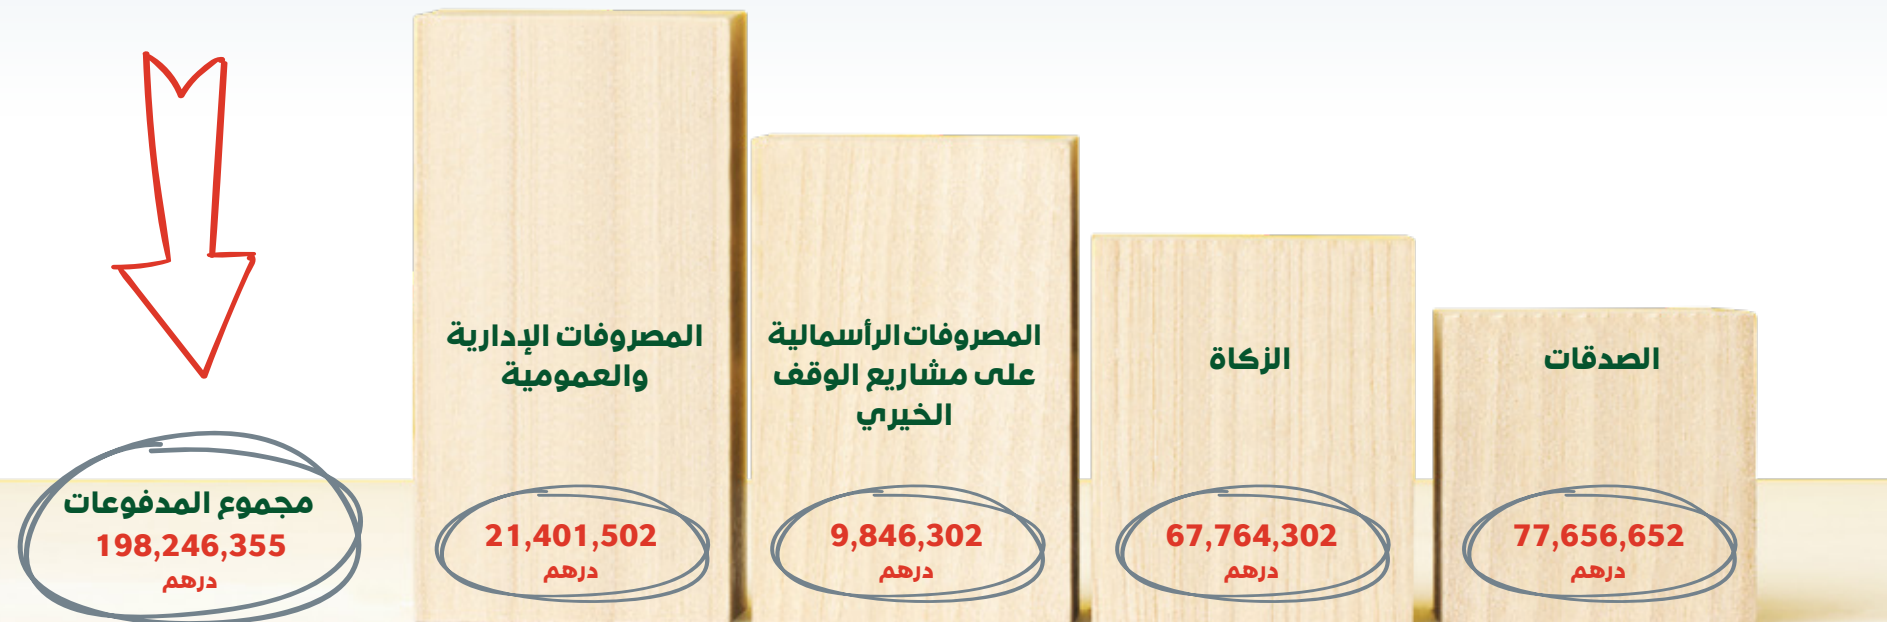 الصدقات
77,656,652
درهم
الزكاة
67,764,302
درهم
المصروفات الرأسمالية
على مشاريع الوقف
الخيري
9,846,302
درهم
المصروفات الإدارية
والعمومية
21,401,502
درهم
مجموع المدفوعات
198,246,355
درهم